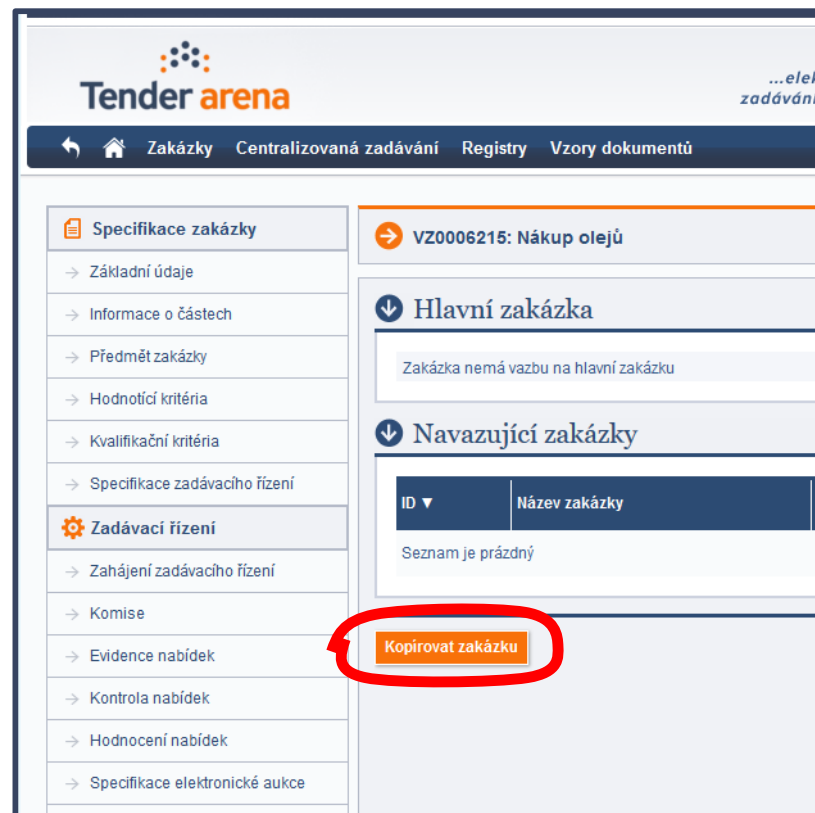 Tender arena
...elek
zadávání
Zakázky Centralizovaná zadávání Registry Vzory dokumentů
Specifikace zakázky
Základní údaje
Informace o částech
Předmět zakázky
Hodnotící kritéria
Kvalifikační kritéria
Specifikace zadávacího řízení
Zadávací řízení
Zahájení zadávacího řízení
Komise
Evidence nabídek
Kontrola nabídek
Hodnocení nabídek
Specifikace elektronické aukce
VZ0006215: Nákup olejů
Hlavní zakázka
Zakázka nemá vazbu na hlavní zakázku
Navazující zakázky
ID ▼ Název zakázky
Seznam je prázdný
Kopírovat zakázku